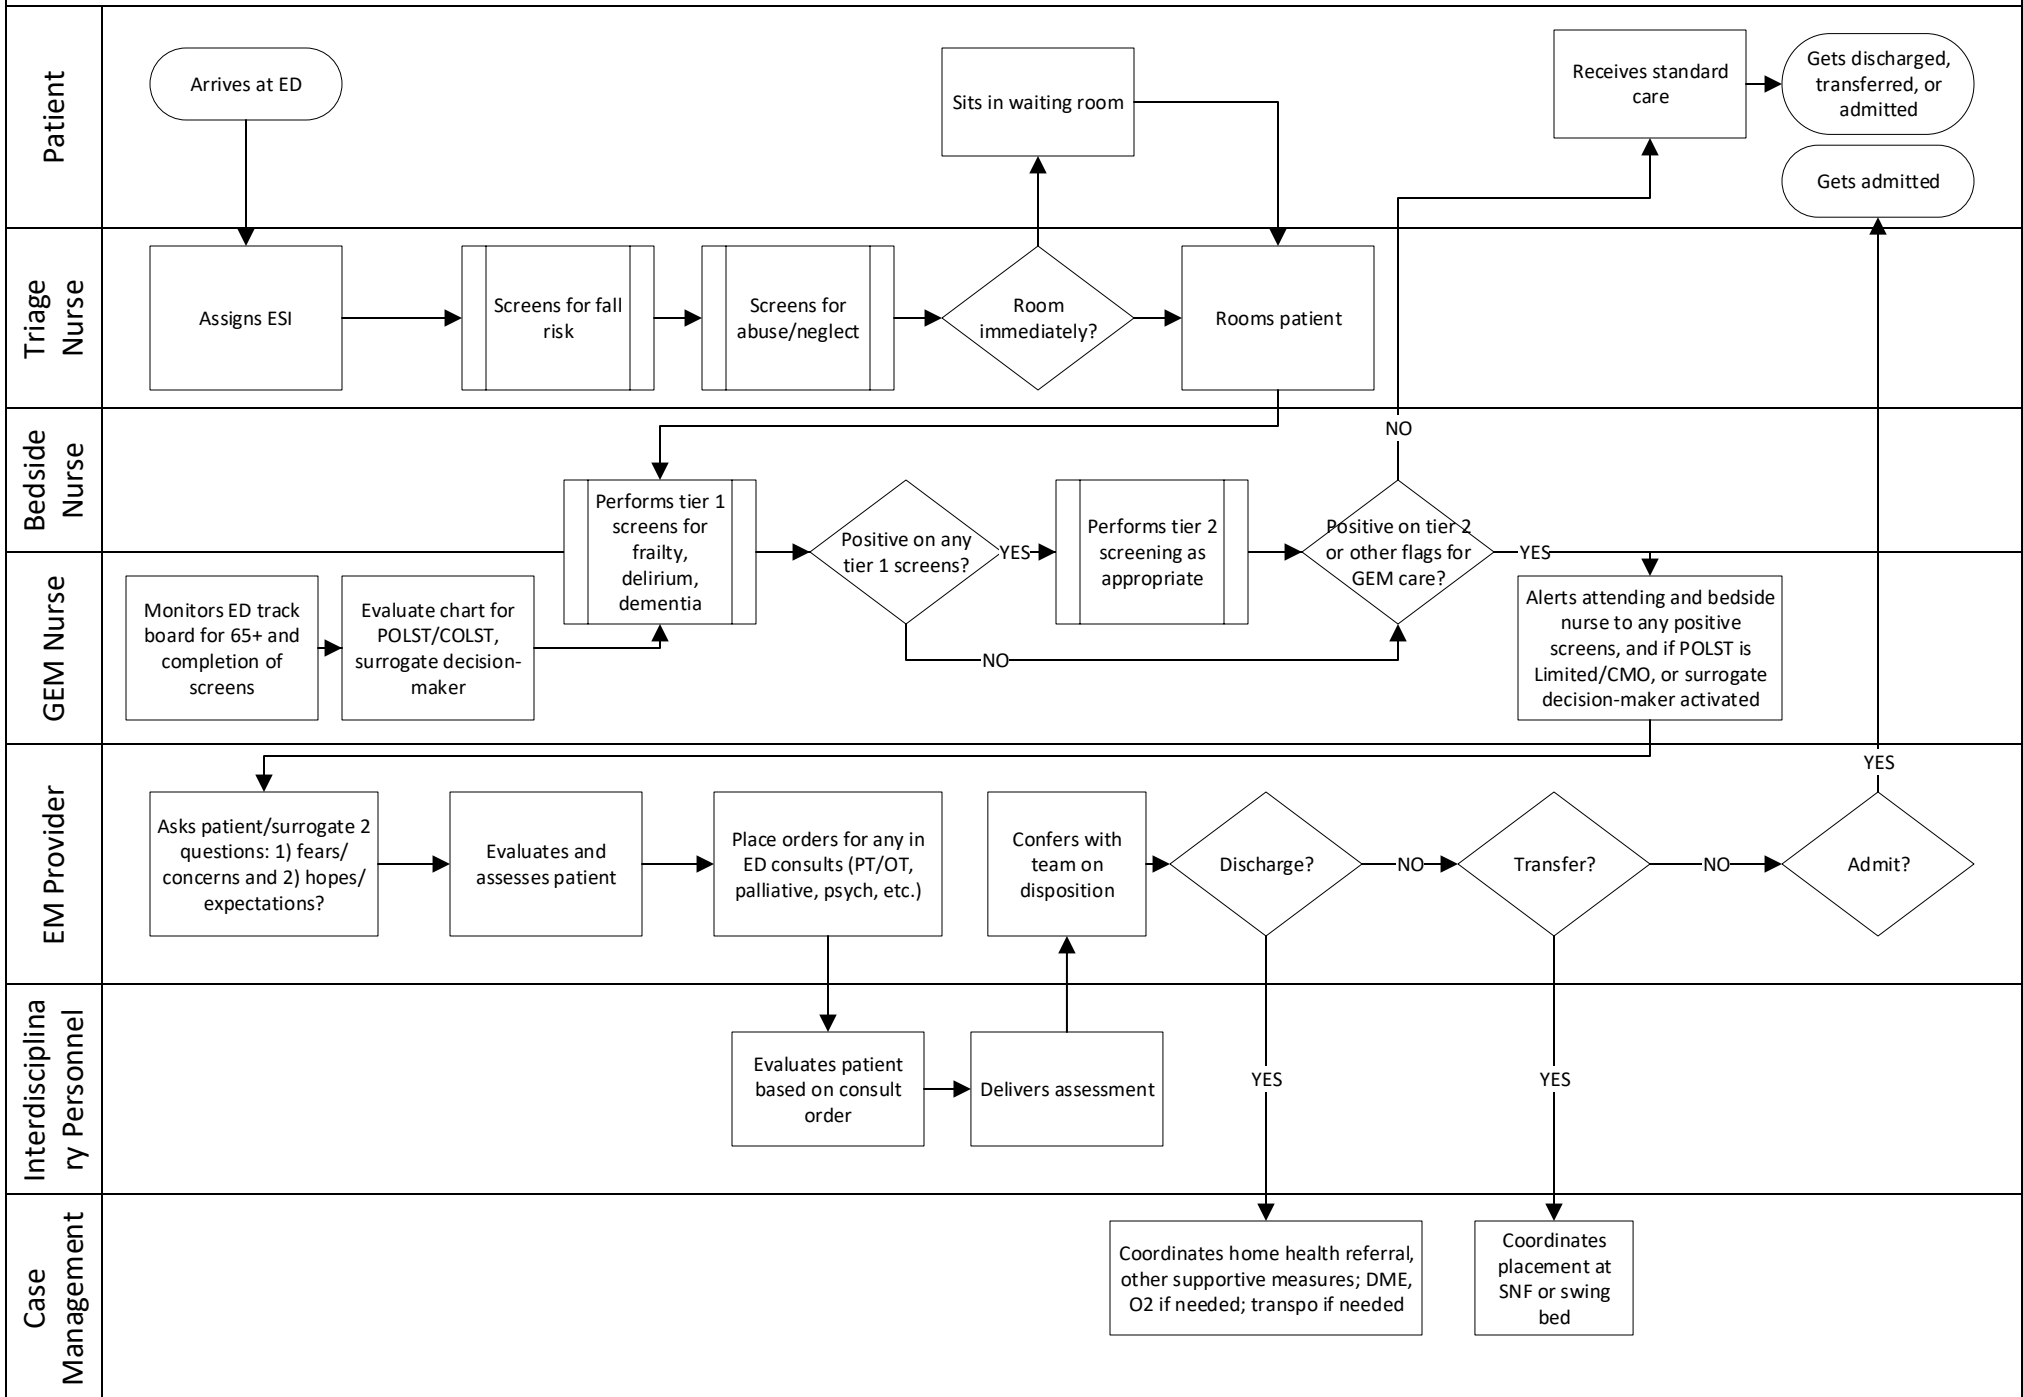 Patient
Arrives at ED
Sits in waiting room
Receives standard
care
Gets discharged,
transferred, or
admitted
Gets admitted
Triage
Nurse
Assigns ESI
Screens for fall
risk
Screens for
abuse/neglect
Room
immediately?
Rooms patient
Bedside
Nurse
Performs tier 1
screens for
frailty,
delirium,
dementia
Positive on any
tier 1 screens?
YES
NO
Performs tier 2
screening as
appropriate
Positive on tier 2
or other flags for
GEM care?
NO
YES
GEM Nurse
Monitors ED track
board for 65+ and
completion of
screens
Evaluate chart for
POLST/COLST,
surrogate decision-
maker
Alerts attending and bedside
nurse to any positive
screens, and if POLST is
Limited/CMO, or surrogate
decision-maker activated
EM Provider
Asks patient/surrogate 2
questions: 1) fears/
concerns and 2) hopes/
expectations?
Evaluates and
assesses patient
Place orders for any in
ED consults (PT/OT,
palliative, psych, etc.)
Confers with
team on
disposition
Discharge?
NO
Transfer?
NO
Admit?
YES
Interdisciplina
ry Personnel
Evaluates patient
based on consult
order
Delivers assessment
YES
YES
Case
Management
Coordinates home health referral,
other supportive measures; DME,
O2 if needed; transpo if needed
Coordinates
placement at
SNF or swing
bed